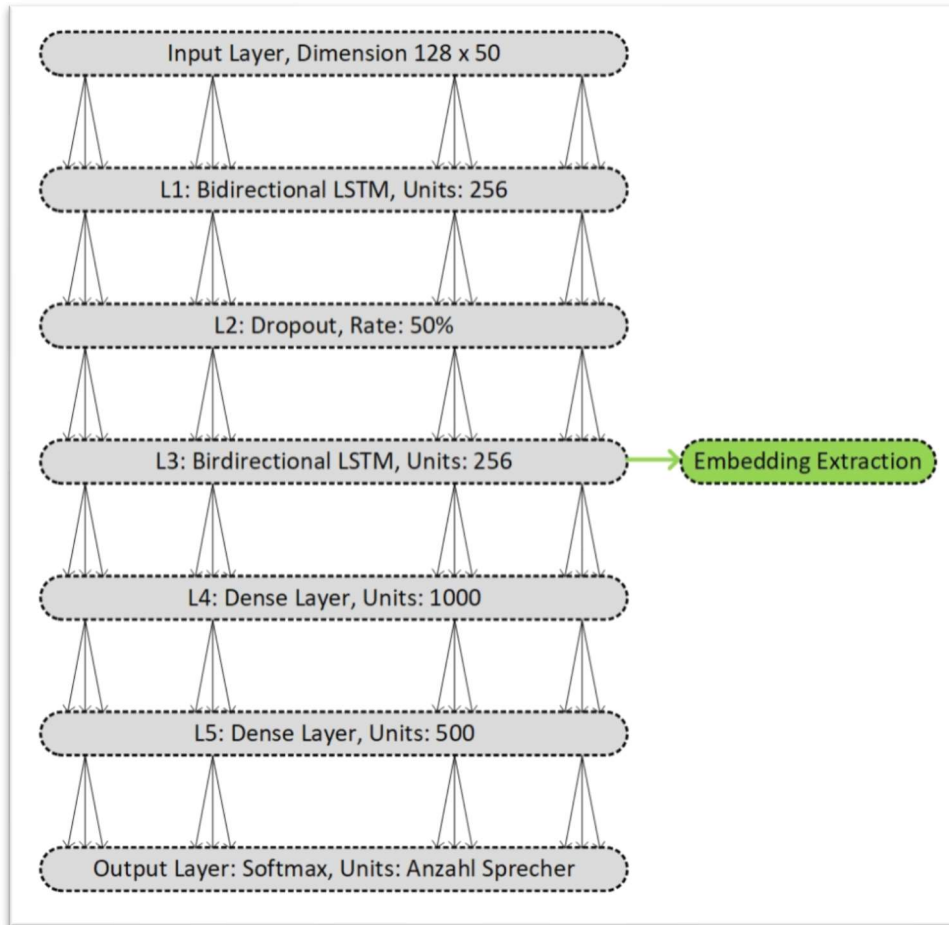 Input Layer, Dimension 128 x 50
L1: Bidirectional LSTM, Units: 256
L2: Dropout, Rate: 50%
L3: Birdirectional LSTM, Units: 256
Embedding Extraction
L4: Dense Layer, Units: 1000
L5: Dense Layer, Units: 500
Output Layer: Softmax, Units: Anzahl Sprecher